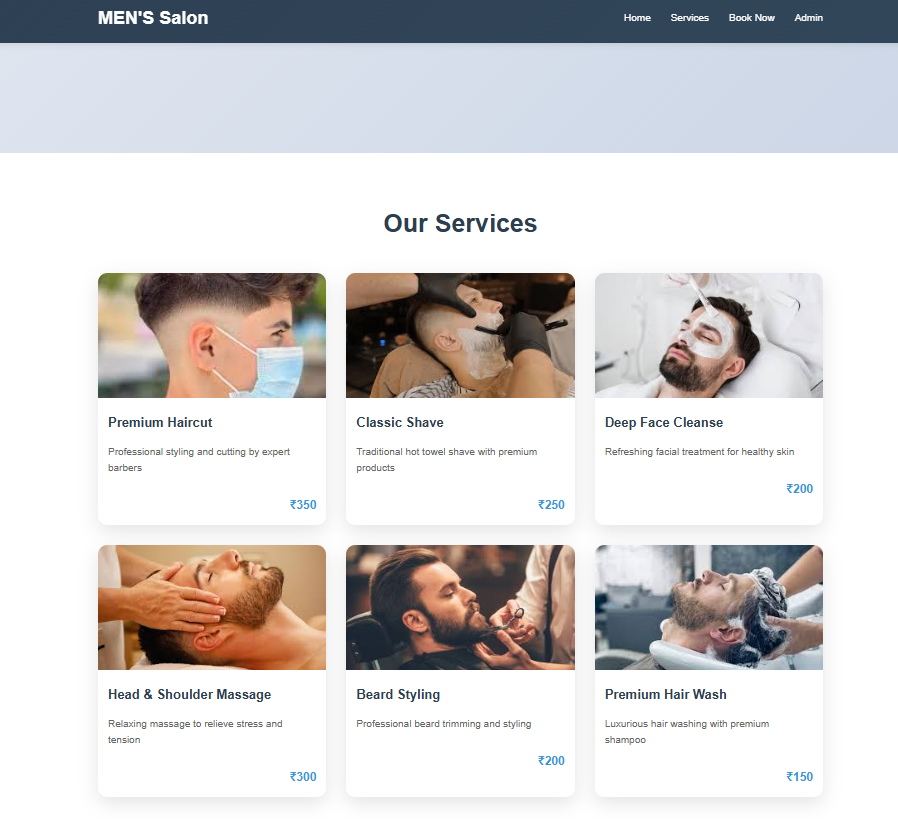 MEN'S Salon
Home Services Book Now Admin
Our Services
Premium Haircut
Professional styling and cutting by expert
barbers
₹350
Classic Shave
Traditional hot towel shave with premium
products
₹250
Deep Face Cleanse
Refreshing facial treatment for healthy skin
₹200
Head & Shoulder Massage
Relaxing massage to relieve stress and
tension
₹300
Beard Styling
Professional beard trimming and styling
₹200
Premium Hair Wash
Luxurious hair washing with premium
shampoo
₹150